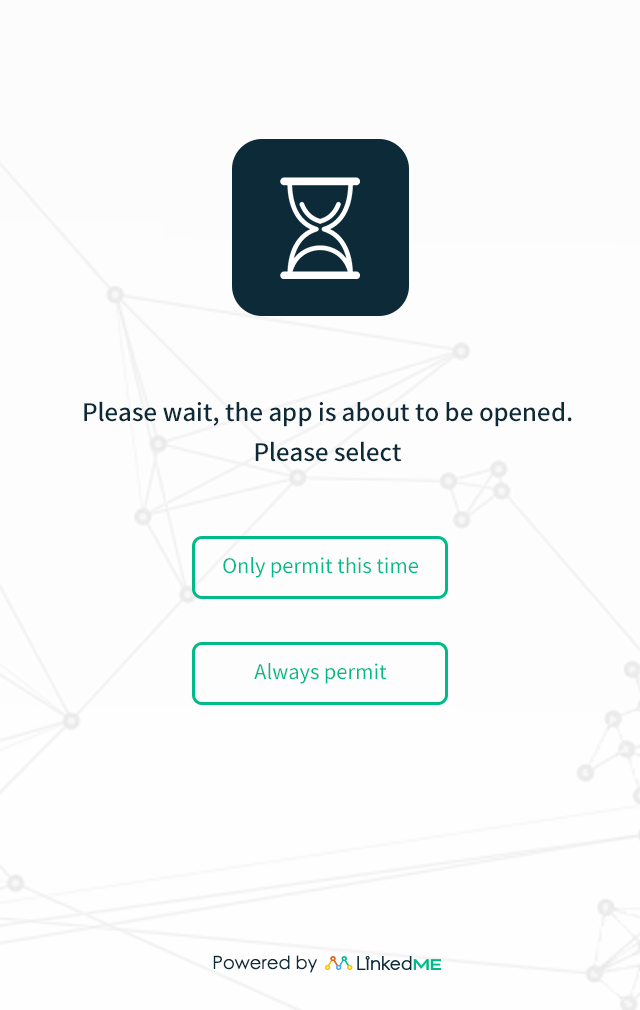 Please wait, the app is about to be opened.
Please select
Only permit this time
Always permit
Powered by LinkedME